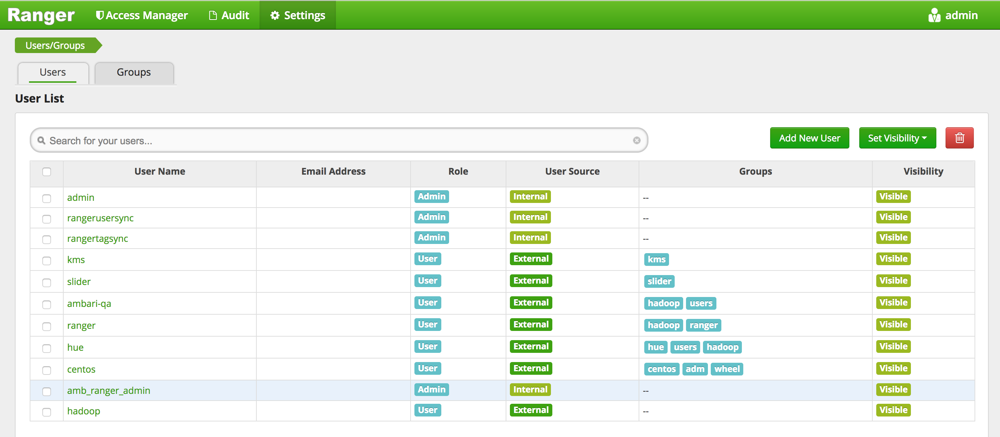 Ranger Access Manager Audit Settings admin
Users/Groups
Users Groups
User List
Search for your users... Add New User Set Visibility
User Name Email Address Role User Source Groups Visibility
admin Admin Internal -- Visible
rangerusersync Admin Internal -- Visible
rangertagsync Admin Internal -- Visible
kms User External kms Visible
slider User External slider Visible
ambari-qa User External hadoop users Visible
ranger User External hadoop ranger Visible
hue User External hue users hadoop Visible
centos User External centos adm wheel Visible
amb_ranger_admin Admin Internal -- Visible
hadoop User External -- Visible